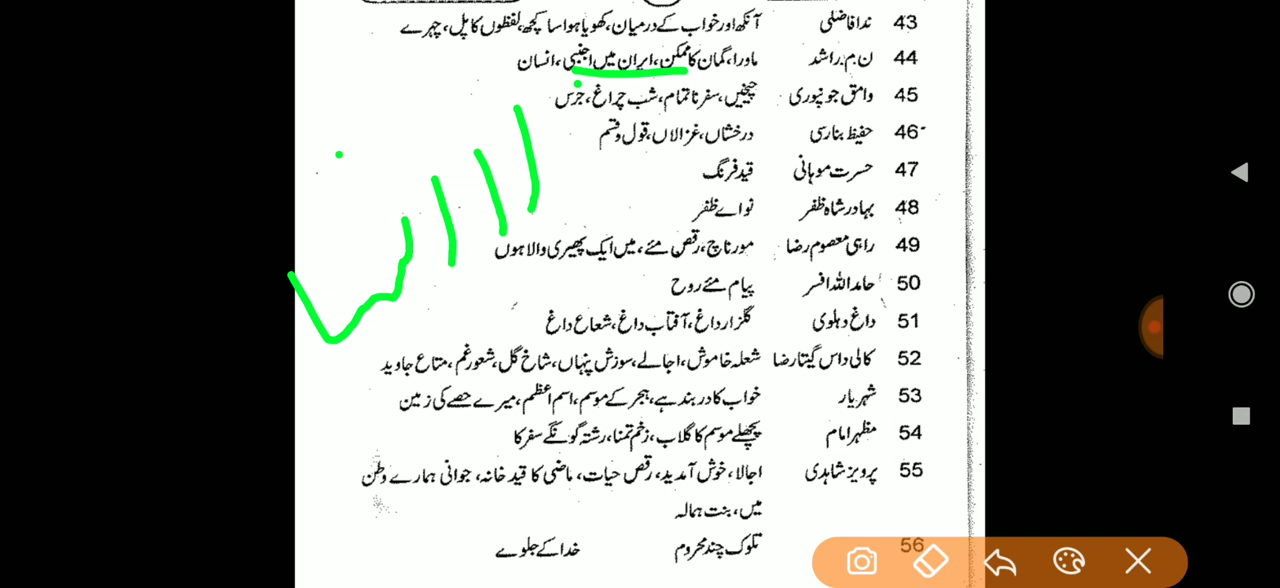 43 ندا فاضلی آنکھ اور خواب کے درمیان، کھویا ہوا سا کچھ، لفظوں کا پل، چہرے
44 ن م راشد ماورا، گمان کا ممکن، ایران میں اجنبی، انسان
45 وامق جونپوری چیخیں، سفر ناتمام، شب چراغ، جرس
46 حفیظ بنارسی درخشاں، غزالاں، قول و قسم
47 حسرت موہانی قید فرنگ
48 بہادر شاہ ظفر نوائے ظفر
49 راہی معصوم رضا مور ناچ، رقص مئے، میں ایک پھیری والا ہوں
50 حامد اللہ افسر پیام مئے روح
51 داغ دہلوی گلزار داغ، آفتاب داغ، شعاع داغ
52 کالی داس گپتا رضا شعلہ خاموش، اجالے، سوزش پنہاں، شاخ گل، شعور غم، متاع جاوید
53 شہریار خواب کا در بند ہے، ہجر کے موسم، اسم اعظم، میرے حصے کی زمین
54 مظہر امام پچھلے موسم کا گلاب، زخم تمنا، رشتہ گونگے سفر کا
55 پرویز شاہدی اجالا، خوش آمدید، رقص حیات، ماضی کا قید خانہ، جوانی ہمارے وطن
میں، بنت ہمالہ
56 تلوک چند محروم خدا کے جلوے